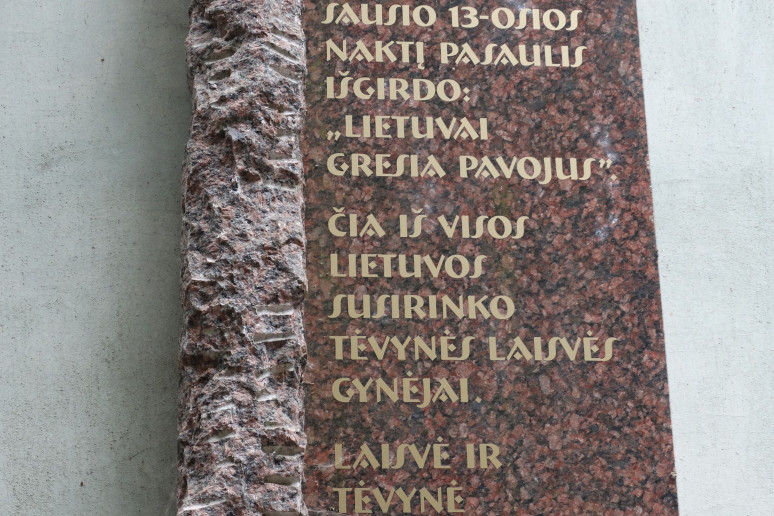 SAUSIO 13-OSIOS
NAKTĮ PASAULIS
IŠGIRDO:
„LIETUVAI
GRESIA PAVOJUS”.
ČIA IŠ VISOS
LIETUVOS
SUSIRINKO
TĖVYNĖS LAISVĖS
GYNĖJAI.
LAISVĖ IR
TĖVYNĖ